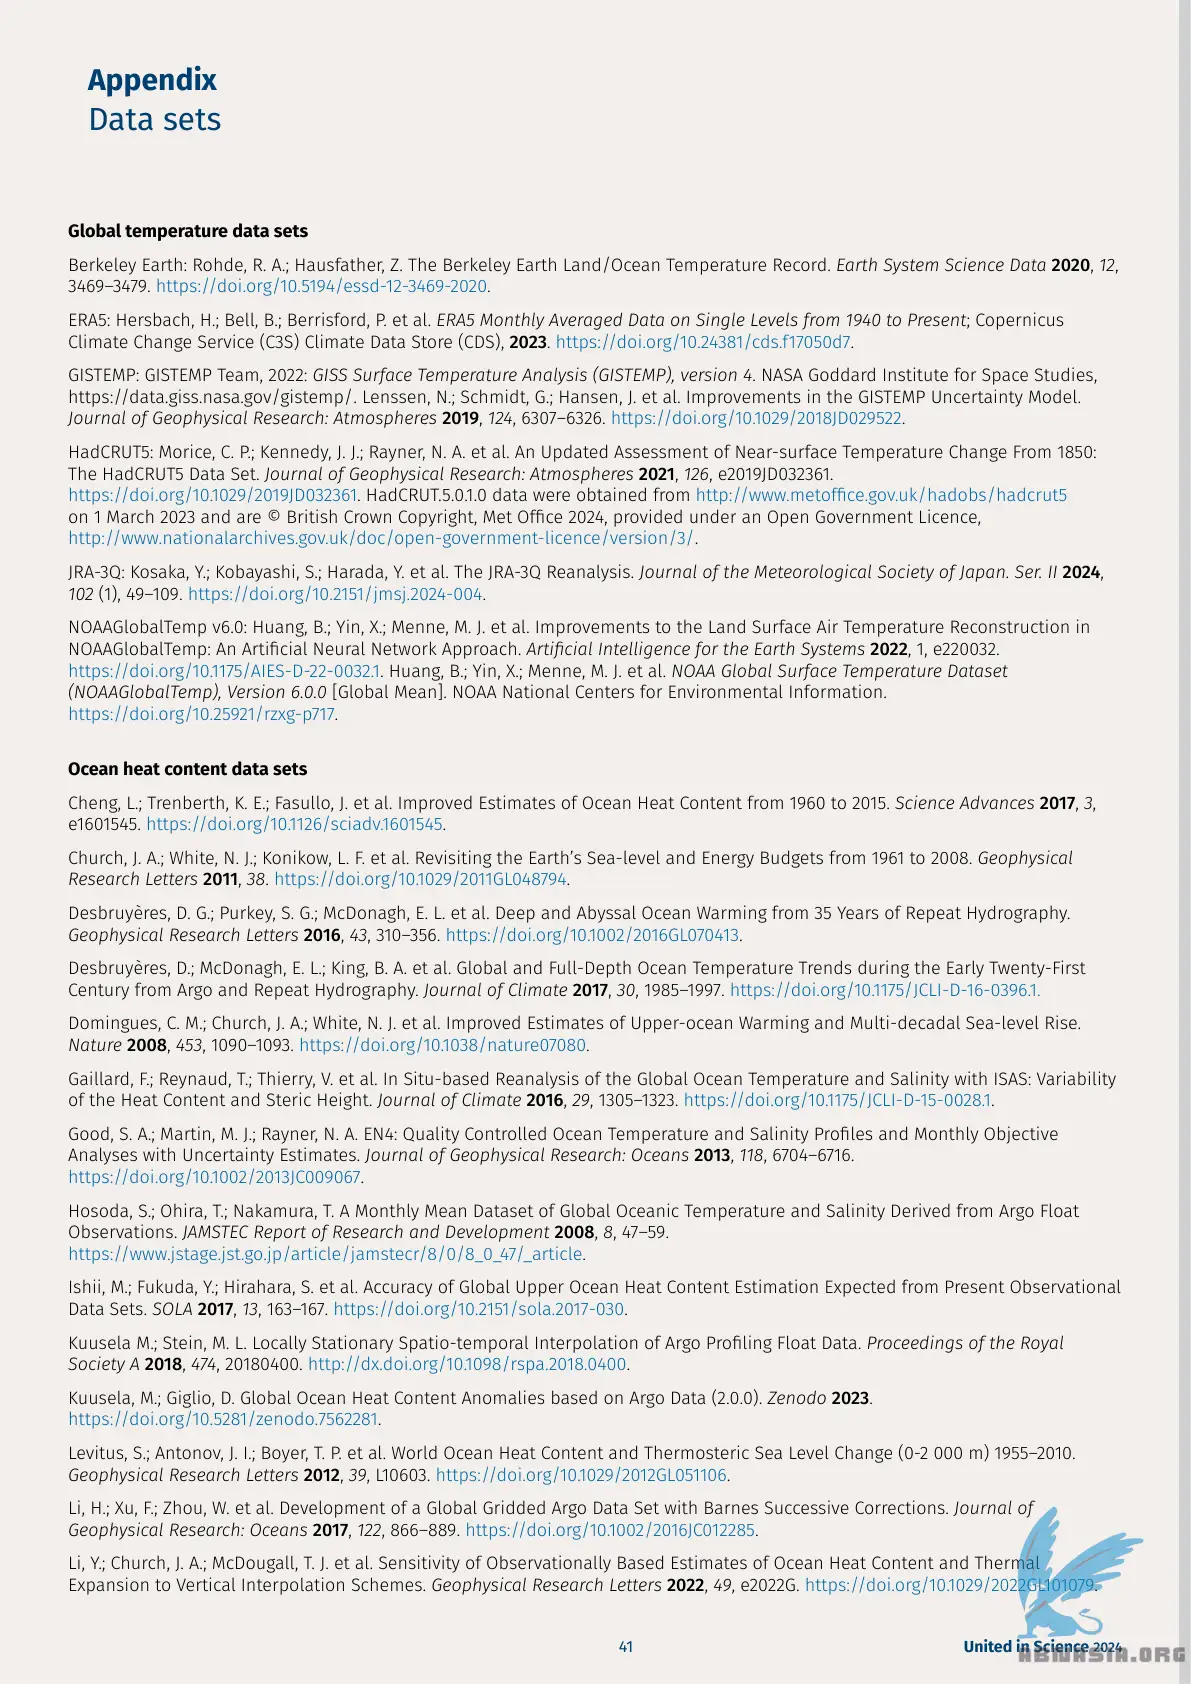 Appendix
Data sets
Global temperature data sets
Berkeley Earth: Rohde, R. A.; Hausfather, Z. The Berkeley Earth Land/Ocean Temperature Record. Earth System Science Data 2020, 12,
3469–3479. https://doi.org/10.5194/essd-12-3469-2020.
ERA5: Hersbach, H.; Bell, B.; Berrisford, P. et al. ERA5 Monthly Averaged Data on Single Levels from 1940 to Present; Copernicus
Climate Change Service (C3S) Climate Data Store (CDS), 2023. https://doi.org/10.24381/cds.f17050d7.
GISTEMP: GISTEMP Team, 2022: GISS Surface Temperature Analysis (GISTEMP), version 4. NASA Goddard Institute for Space Studies,
https://data.giss.nasa.gov/gistemp/. Lenssen, N.; Schmidt, G.; Hansen, J. et al. Improvements in the GISTEMP Uncertainty Model.
Journal of Geophysical Research: Atmospheres 2019, 124, 6307–6326. https://doi.org/10.1029/2018JD029522.
HadCRUT5: Morice, C. P.; Kennedy, J. J.; Rayner, N. A. et al. An Updated Assessment of Near-surface Temperature Change From 1850:
The HadCRUT5 Data Set. Journal of Geophysical Research: Atmospheres 2021, 126, e2019JD032361.
https://doi.org/10.1029/2019JD032361. HadCRUT.5.0.1.0 data were obtained from http://www.metoffice.gov.uk/hadobs/hadcrut5
on 1 March 2023 and are © British Crown Copyright, Met Office 2024, provided under an Open Government Licence,
http://www.nationalarchives.gov.uk/doc/open-government-licence/version/3/.
JRA-3Q: Kosaka, Y.; Kobayashi, S.; Harada, Y. et al. The JRA-3Q Reanalysis. Journal of the Meteorological Society of Japan. Ser. II 2024,
102 (1), 49–109. https://doi.org/10.2151/jmsj.2024-004.
NOAAGlobalTemp v6.0: Huang, B.; Yin, X.; Menne, M. J. et al. Improvements to the Land Surface Air Temperature Reconstruction in
NOAAGlobalTemp: An Artificial Neural Network Approach. Artificial Intelligence for the Earth Systems 2022, 1, e220032.
https://doi.org/10.1175/AIES-D-22-0032.1. Huang, B.; Yin, X.; Menne, M. J. et al. NOAA Global Surface Temperature Dataset
(NOAAGlobalTemp), Version 6.0.0 [Global Mean]. NOAA National Centers for Environmental Information.
https://doi.org/10.25921/rzxg-p717.
Ocean heat content data sets
Cheng, L.; Trenberth, K. E.; Fasullo, J. et al. Improved Estimates of Ocean Heat Content from 1960 to 2015. Science Advances 2017, 3,
e1601545. https://doi.org/10.1126/sciadv.1601545.
Church, J. A.; White, N. J.; Konikow, L. F. et al. Revisiting the Earth’s Sea-level and Energy Budgets from 1961 to 2008. Geophysical
Research Letters 2011, 38. https://doi.org/10.1029/2011GL048794.
Desbruyères, D. G.; Purkey, S. G.; McDonagh, E. L. et al. Deep and Abyssal Ocean Warming from 35 Years of Repeat Hydrography.
Geophysical Research Letters 2016, 43, 310–356. https://doi.org/10.1002/2016GL070413.
Desbruyères, D.; McDonagh, E. L.; King, B. A. et al. Global and Full-Depth Ocean Temperature Trends during the Early Twenty-First
Century from Argo and Repeat Hydrography. Journal of Climate 2017, 30, 1985–1997. https://doi.org/10.1175/JCLI-D-16-0396.1.
Domingues, C. M.; Church, J. A.; White, N. J. et al. Improved Estimates of Upper-ocean Warming and Multi-decadal Sea-level Rise.
Nature 2008, 453, 1090–1093. https://doi.org/10.1038/nature07080.
Gaillard, F.; Reynaud, T.; Thierry, V. et al. In Situ-based Reanalysis of the Global Ocean Temperature and Salinity with ISAS: Variability
of the Heat Content and Steric Height. Journal of Climate 2016, 29, 1305–1323. https://doi.org/10.1175/JCLI-D-15-0028.1.
Good, S. A.; Martin, M. J.; Rayner, N. A. EN4: Quality Controlled Ocean Temperature and Salinity Profiles and Monthly Objective
Analyses with Uncertainty Estimates. Journal of Geophysical Research: Oceans 2013, 118, 6704–6716.
https://doi.org/10.1002/2013JC009067.
Hosoda, S.; Ohira, T.; Nakamura, T. A Monthly Mean Dataset of Global Oceanic Temperature and Salinity Derived from Argo Float
Observations. JAMSTEC Report of Research and Development 2008, 8, 47–59.
https://www.jstage.jst.go.jp/article/jamstecr/8/0/8_0_47/_article.
Ishii, M.; Fukuda, Y.; Hirahara, S. et al. Accuracy of Global Upper Ocean Heat Content Estimation Expected from Present Observational
Data Sets. SOLA 2017, 13, 163–167. https://doi.org/10.2151/sola.2017-030.
Kuusela M.; Stein, M. L. Locally Stationary Spatio-temporal Interpolation of Argo Profiling Float Data. Proceedings of the Royal
Society A 2018, 474, 20180400. http://dx.doi.org/10.1098/rspa.2018.0400.
Kuusela, M.; Giglio, D. Global Ocean Heat Content Anomalies based on Argo Data (2.0.0). Zenodo 2023.
https://doi.org/10.5281/zenodo.7562281.
Levitus, S.; Antonov, J. I.; Boyer, T. P. et al. World Ocean Heat Content and Thermosteric Sea Level Change (0-2 000 m) 1955–2010.
Geophysical Research Letters 2012, 39, L10603. https://doi.org/10.1029/2012GL051106.
Li, H.; Xu, F.; Zhou, W. et al. Development of a Global Gridded Argo Data Set with Barnes Successive Corrections. Journal of
Geophysical Research: Oceans 2017, 122, 866–889. https://doi.org/10.1002/2016JC012285.
Li, Y.; Church, J. A.; McDougall, T. J. et al. Sensitivity of Observationally Based Estimates of Ocean Heat Content and Thermal
Expansion to Vertical Interpolation Schemes. Geophysical Research Letters 2022, 49, e2022G. https://doi.org/10.1029/2022GL101079.
41
United in Science 2024
ABNASIA.ORG